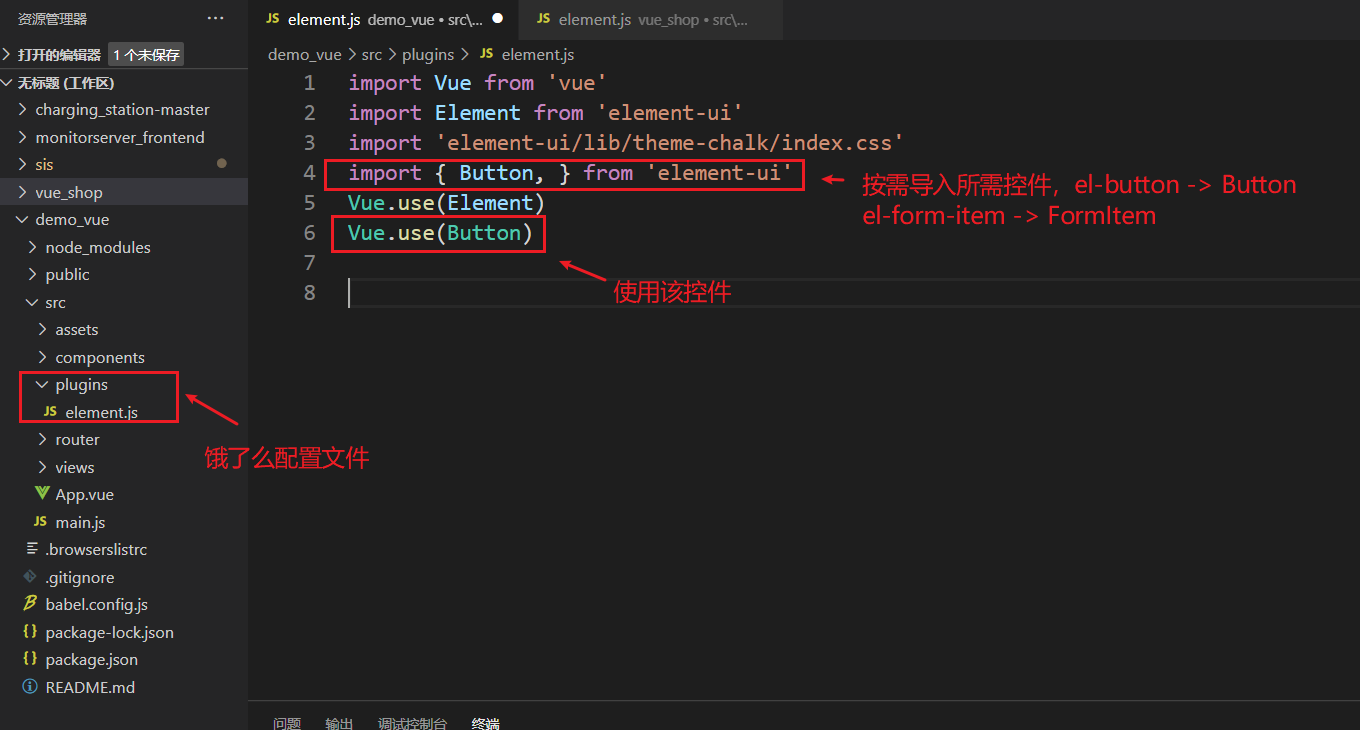 资源管理器
···
打开的编辑器 1 个未保存
无标题 (工作区)
charging_station-master
monitorserver_frontend
sis
vue_shop
demo_vue
node_modules
public
src
assets
components
plugins
JS element.js
router
views
App.vue
JS main.js
.browserslistrc
.gitignore
babel.config.js
{} package-lock.json
{} package.json
README.md
饿了么配置文件
JS element.js demo_vue • src\... ●
JS element.js vue_shop • src\...
demo_vue > src > plugins > JS element.js
1 import Vue from 'vue'
2 import Element from 'element-ui'
3 import 'element-ui/lib/theme-chalk/index.css'
4 import { Button, } from 'element-ui'
5 Vue.use(Element)
6 Vue.use(Button)
7
8
按需导入所需控件，el-button -> Button
el-form-item -> FormItem
使用该控件
问题 输出 调试控制台 终端